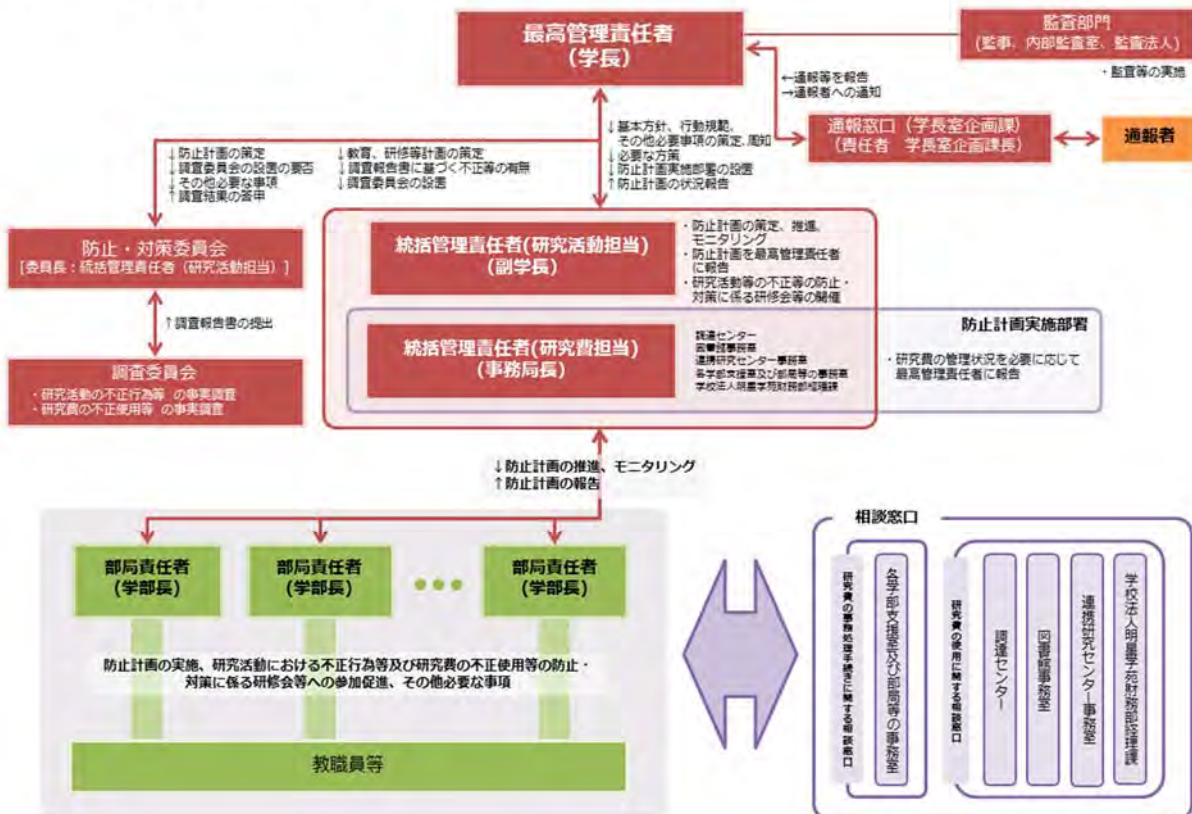 最高管理責任者
(学長)
監査部門
(監事、内部監査室、監査法人)
・監査等の実施
←通報等を報告
→通報者への通知
通報窓口（学長室企画課）
(責任者　学長室企画課長)
通報者
↓基本方針、行動規範、
その他必要事項の策定、周知
↓必要な方策
↓防止計画実施部署の設置
↑防止計画の状況報告
↓防止計画の策定
↓調査委員会の設置の要否
↓その他必要な事項
↑調査結果の答申
↓教育、研修等計画の策定
↓調査報告書に基づく不正等の有無
↓調査委員会の設置
防止・対策委員会
[委員長：統括管理責任者（研究活動担当）]
↑調査報告書の提出
調査委員会
・研究活動の不正行為等 の事実調査
・研究費の不正使用等 の事実調査
統括管理責任者(研究活動担当)
(副学長)
・防止計画の策定、推進、
モニタリング
・防止計画を最高管理責任者
に報告
・研究活動等の不正等の防止・
対策に係る研修会等の開催
統括管理責任者(研究費担当)
(事務局長)
調達センター
図書館事務室
連携研究センター事務室
各学部支援室及び部局等の事務室
学校法人明星学苑財務部経理課
防止計画実施部署
・研究費の管理状況を必要に応じて
最高管理責任者に報告
↓防止計画の推進、モニタリング
↑防止計画の報告
部局責任者
(学部長)
部局責任者
(学部長)
部局責任者
(学部長)
防止計画の実施、研究活動における不正行為等及び研究費の不正使用等の防止・
対策に係る研修会等への参加促進、その他必要な事項
教職員等
相談窓口
研究費の事務処理手続きに関する相談窓口
各学部支援室及び部局等の事務室
研究費の使用に関する相談窓口
調達センター
図書館事務室
連携研究センター事務室
学校法人明星学苑財務部経理課